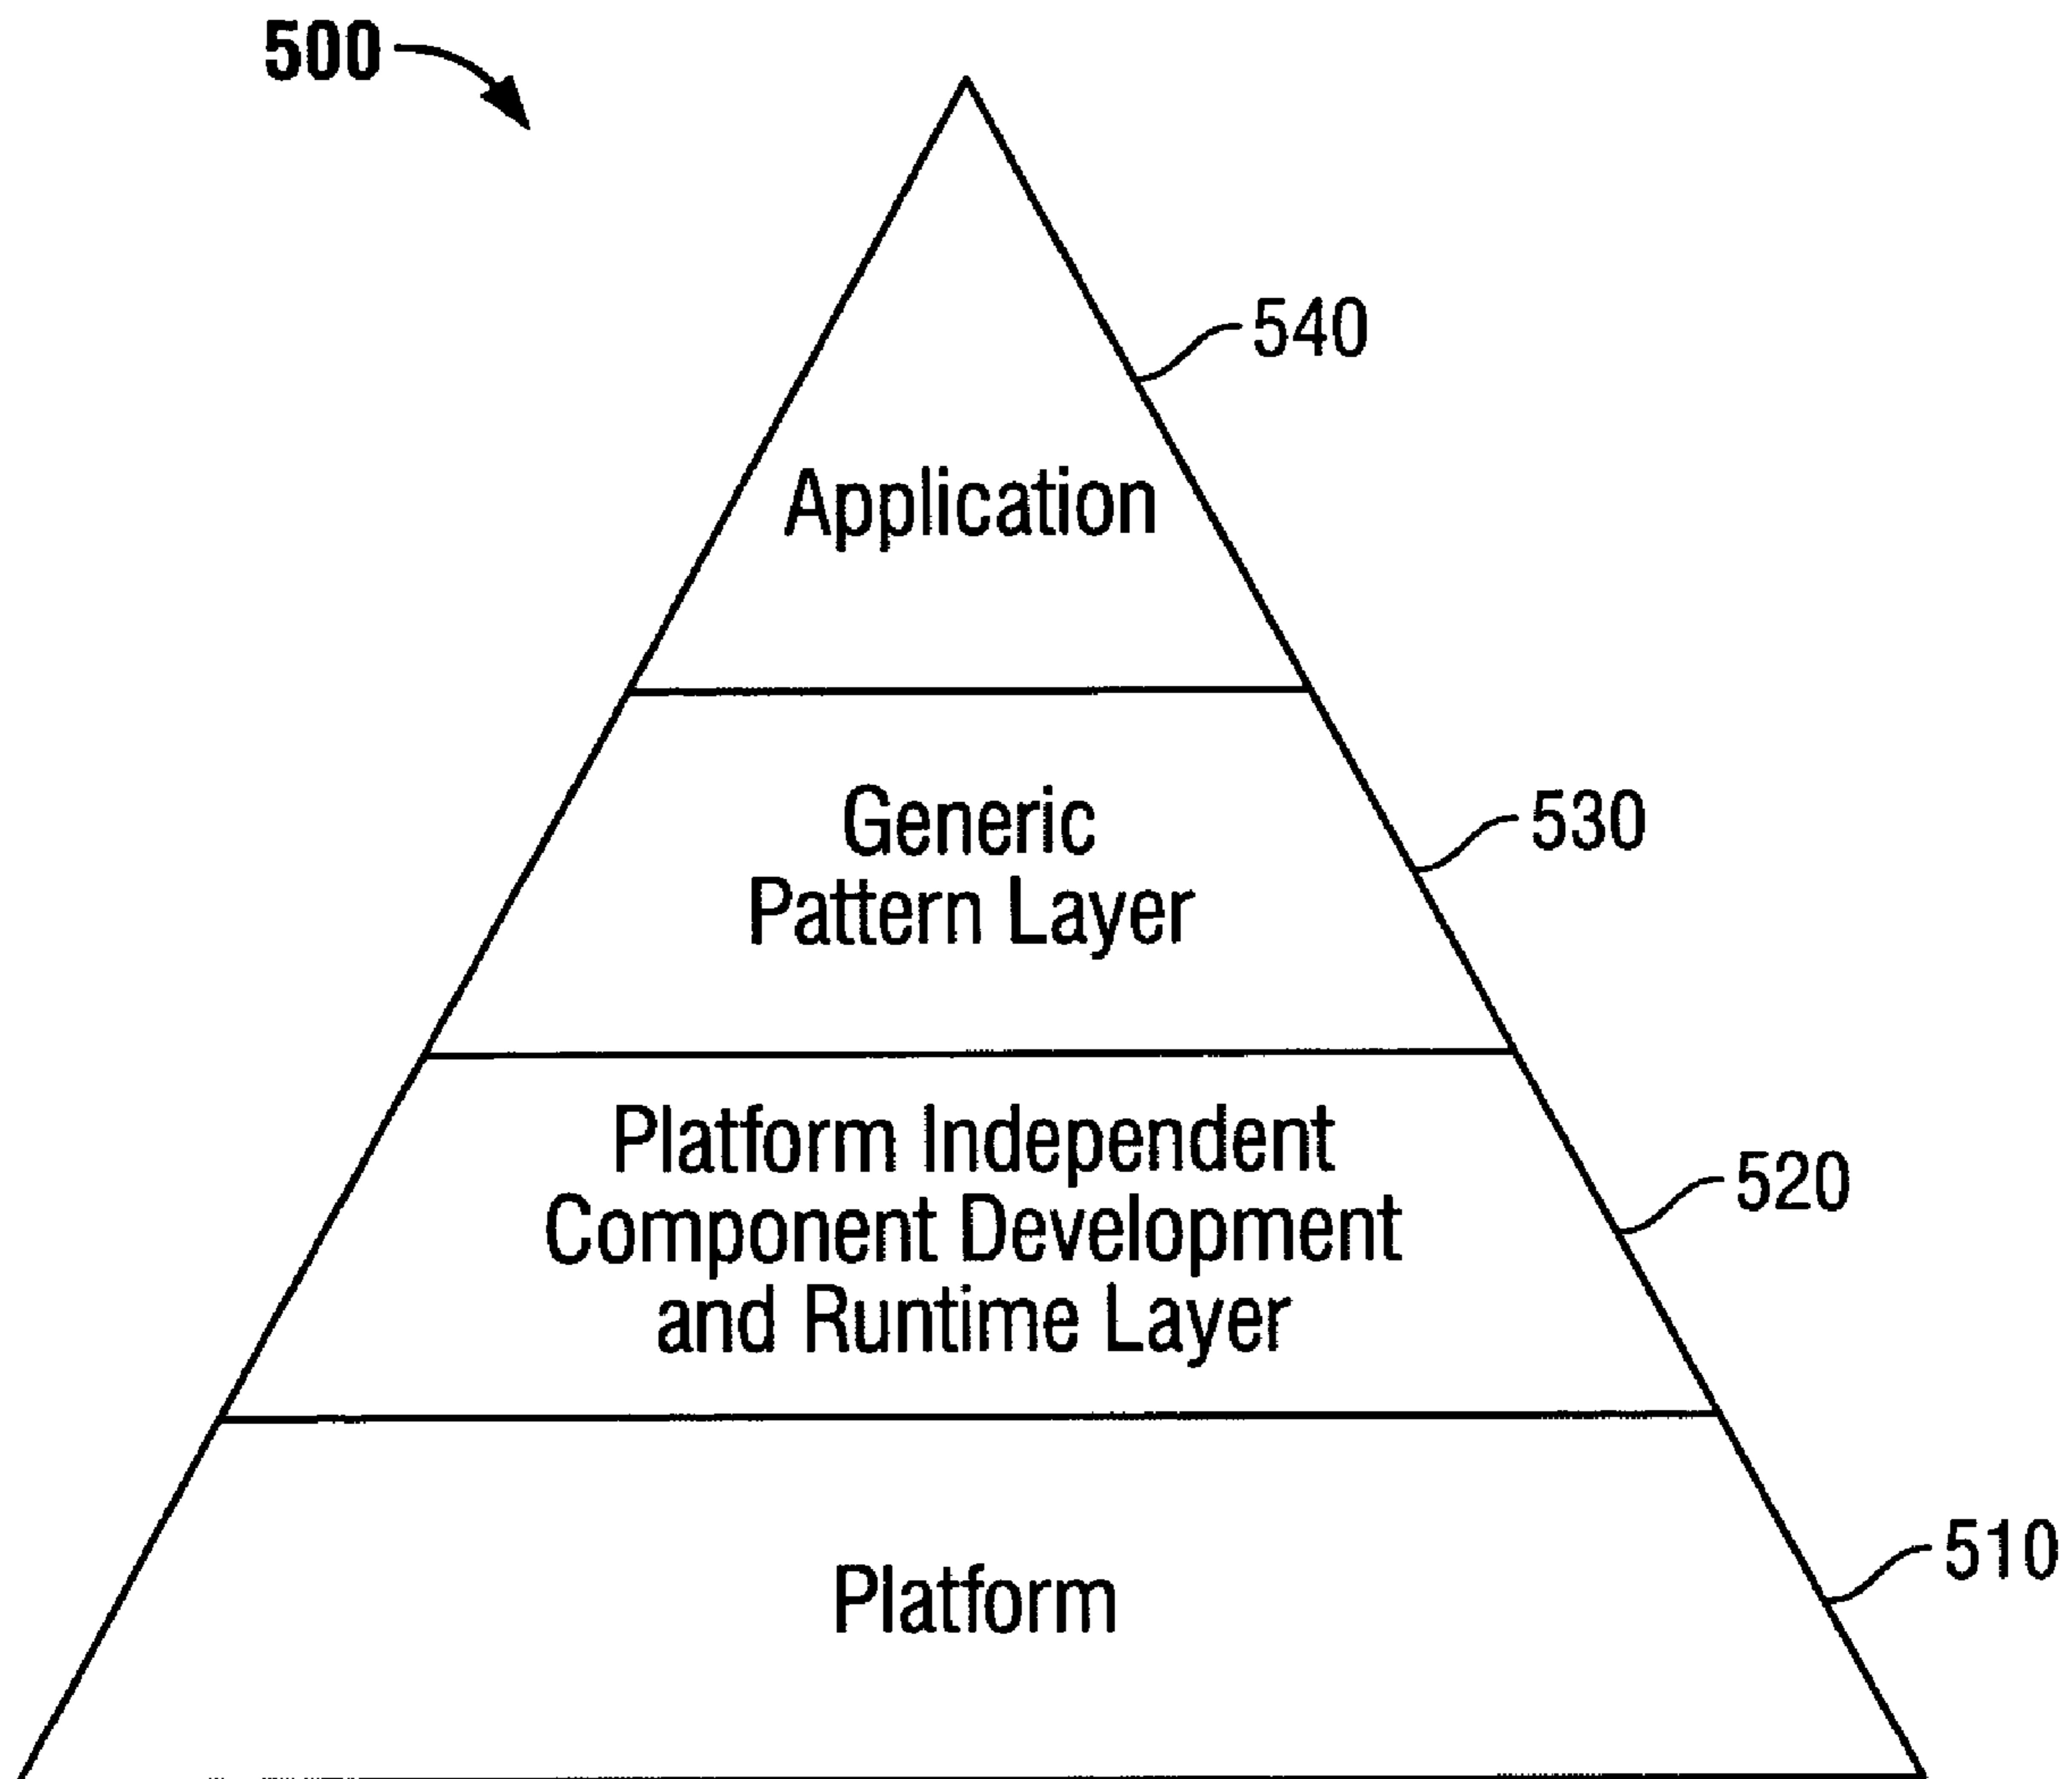 500
540
Application
Generic
Pattern Layer
530
Platform Independent
Component Development
and Runtime Layer
520
Platform
510